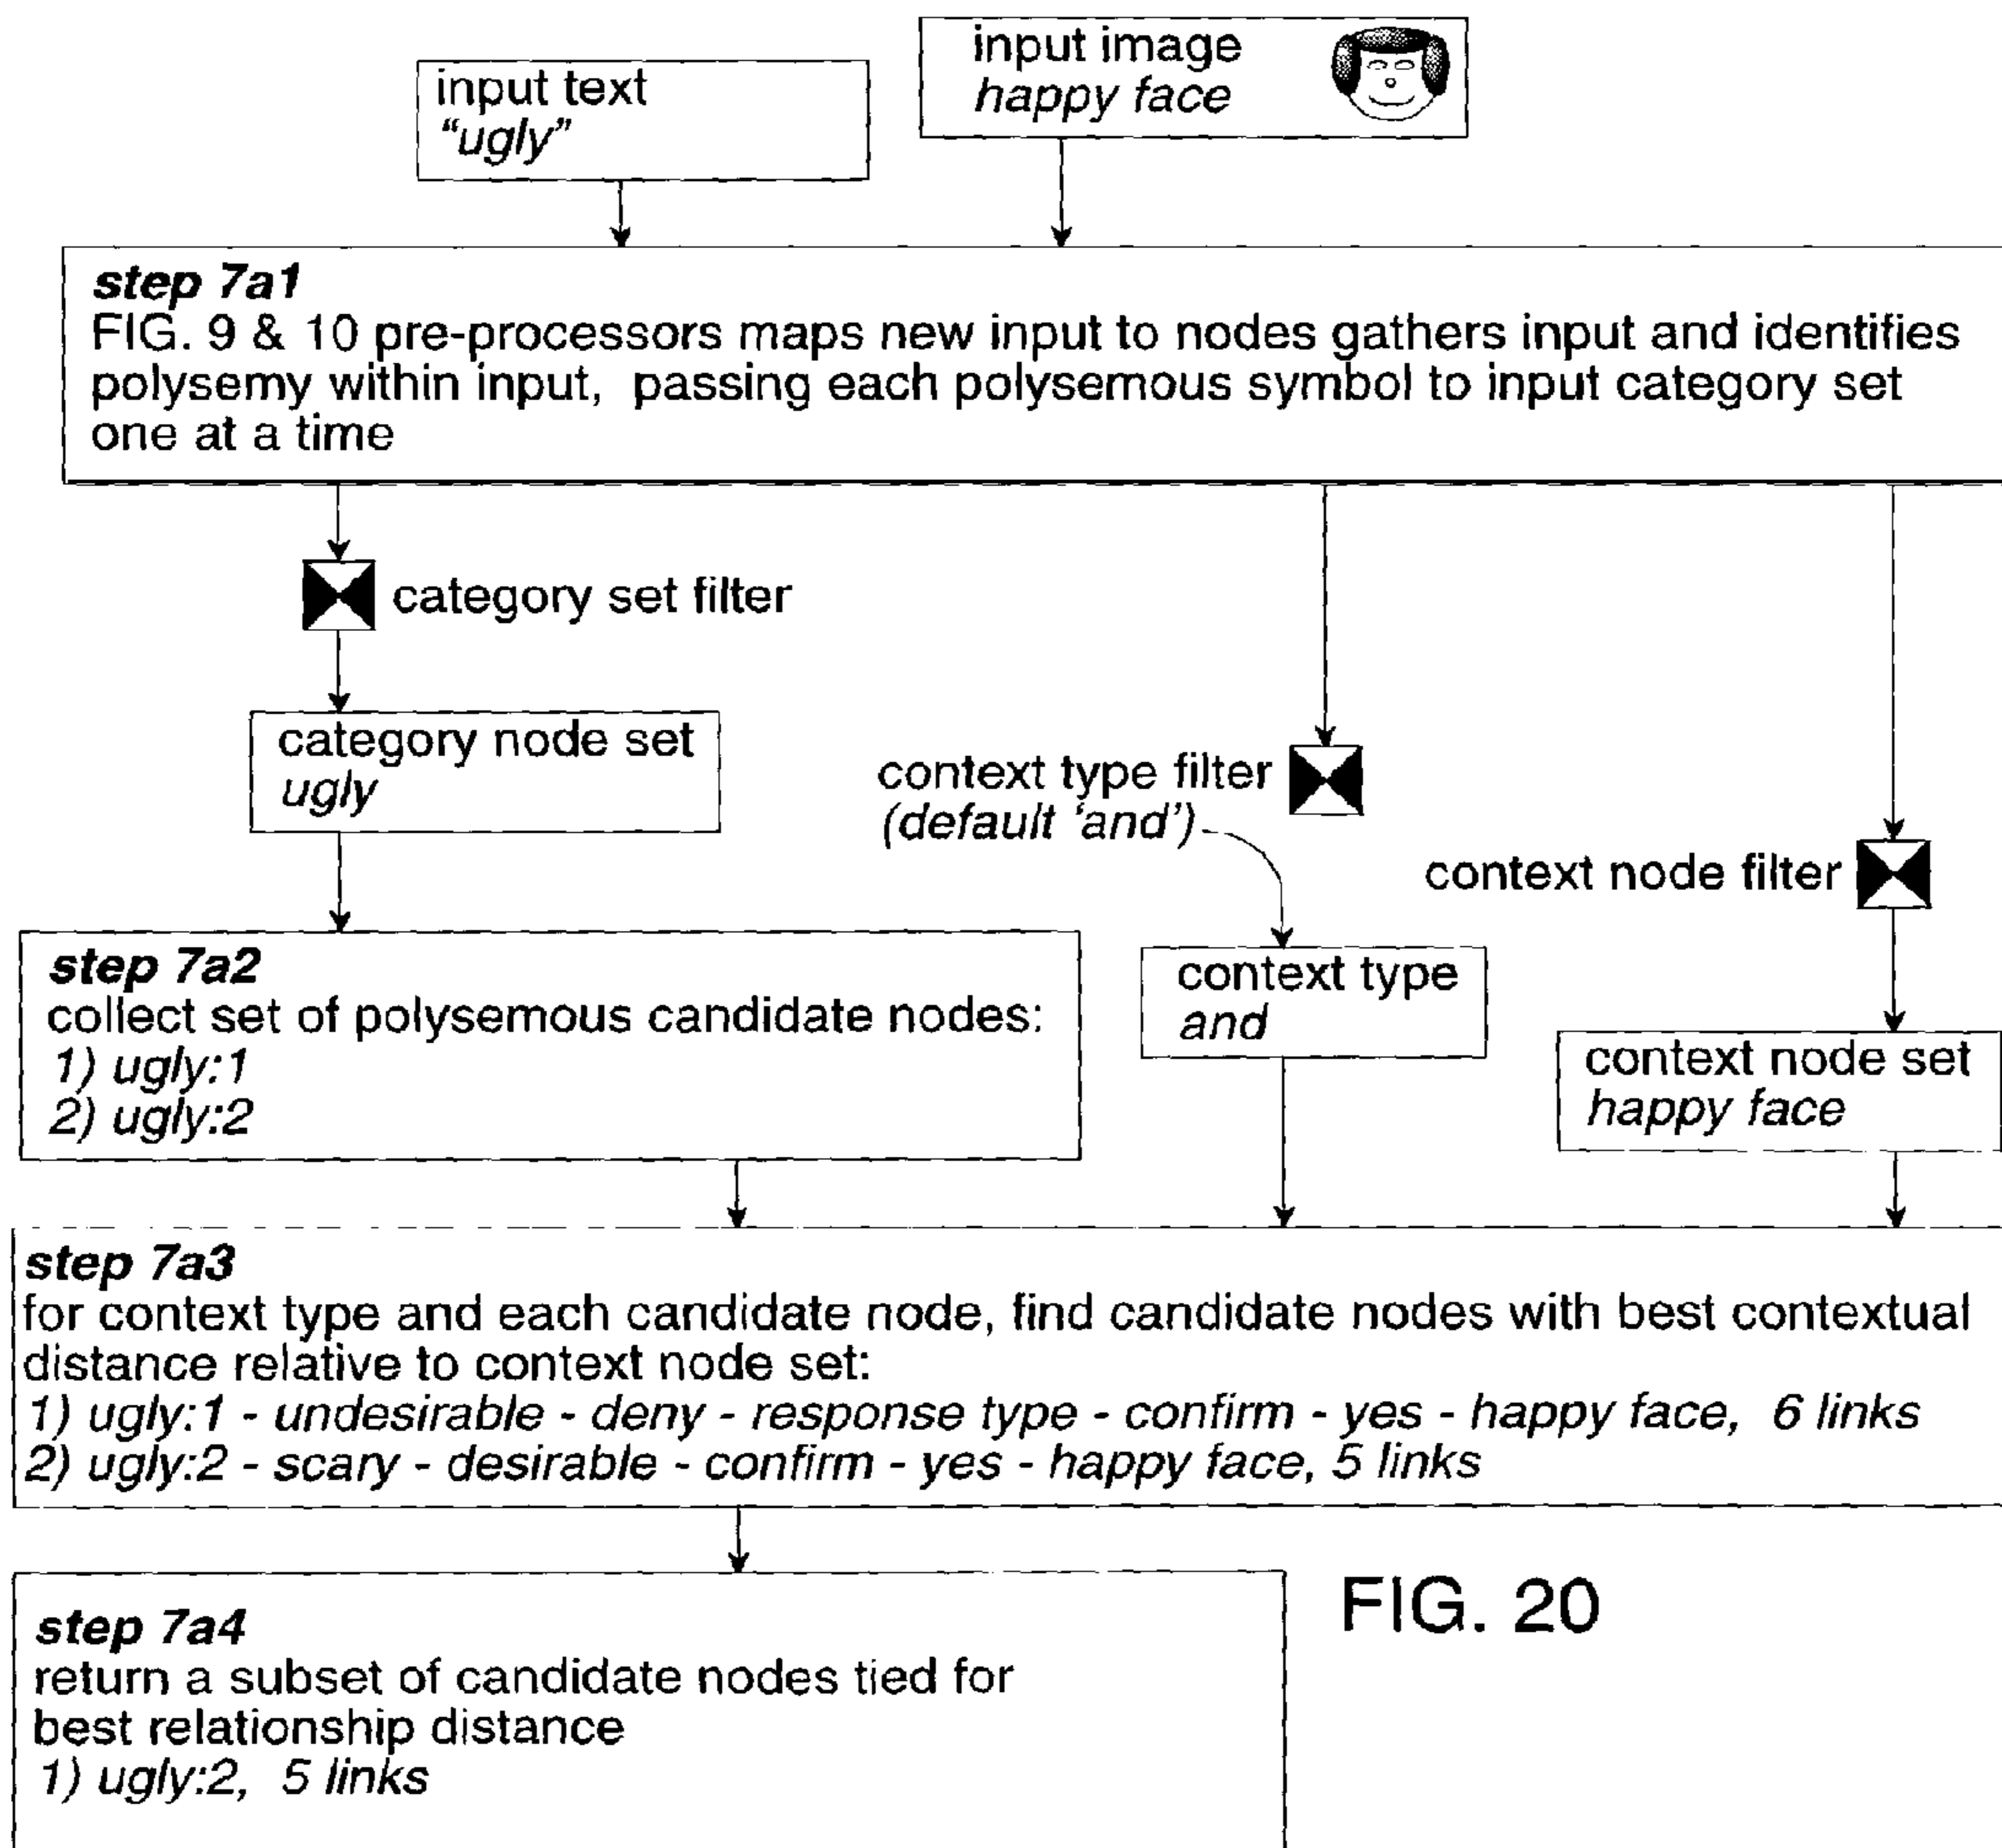 input text
“ugly”
input image
happy face
step 7a1
FIG. 9 & 10 pre-processors maps new input to nodes gathers input and identifies
polysemy within input, passing each polysemous symbol to input category set
one at a time
category set filter
category node set
ugly
context type filter
(default ‘and’)
context node filter
step 7a2
collect set of polysemous candidate nodes:
1) ugly:1
2) ugly:2
context type
and
context node set
happy face
step 7a3
for context type and each candidate node, find candidate nodes with best contextual
distance relative to context node set:
1) ugly:1 - undesirable - deny - response type - confirm - yes - happy face, 6 links
2) ugly:2 - scary - desirable - confirm - yes - happy face, 5 links
step 7a4
return a subset of candidate nodes tied for
best relationship distance
1) ugly:2, 5 links
FIG. 20